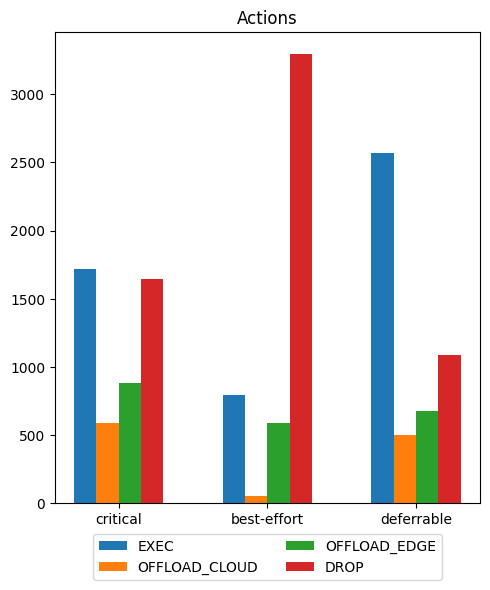 Actions
3000
2500
2000
1500
1000
500
0
critical best-effort deferrable
EXEC OFFLOAD_EDGE
OFFLOAD_CLOUD DROP